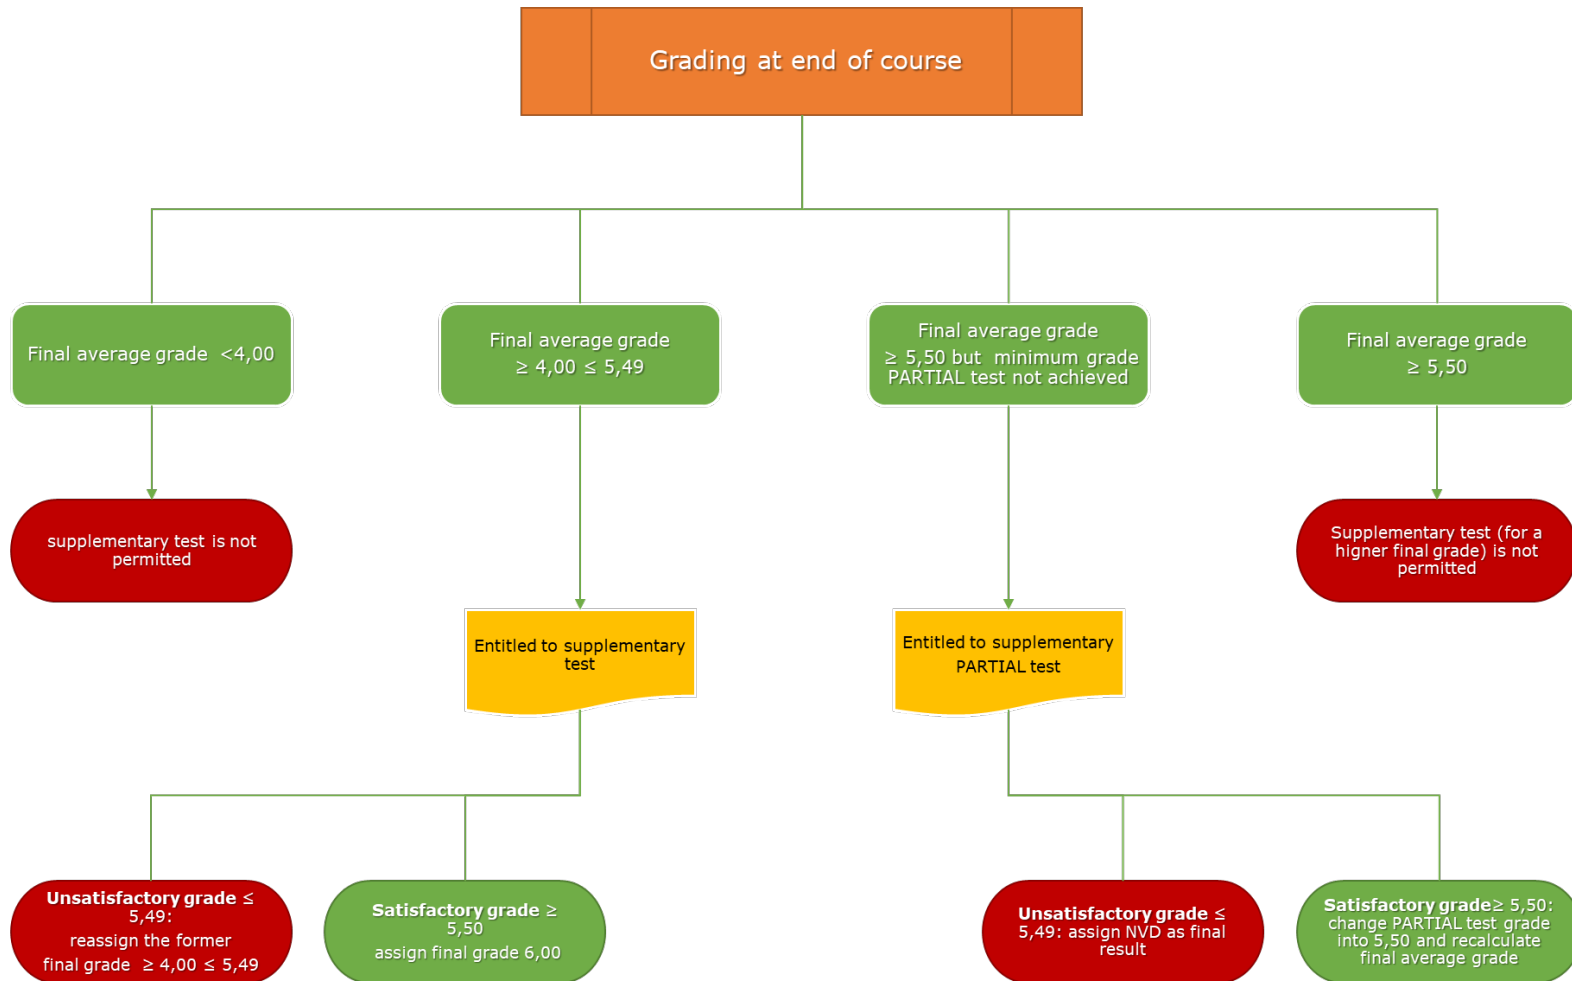 Grading at end of course
Final average grade  <4,00
Final average grade
≥ 4,00 ≤ 5,49
Final average grade
≥ 5,50 but  minimum grade
PARTIAL test not achieved
Final average grade
≥ 5,50
supplementary test is not
permitted
Supplementary test (for a
higher final grade) is not
permitted
Entitled to supplementary
test
Entitled to supplementary
PARTIAL test
Unsatisfactory grade ≤
5,49:
reassign the former
final grade  ≥ 4,00 ≤ 5,49
Satisfactory grade ≥
5,50
assign final grade 6,00
Unsatisfactory grade ≤
5,49: assign NVD as final
result
Satisfactory grade≥ 5,50:
change PARTIAL test grade
into 5,50 and recalculate
final average grade